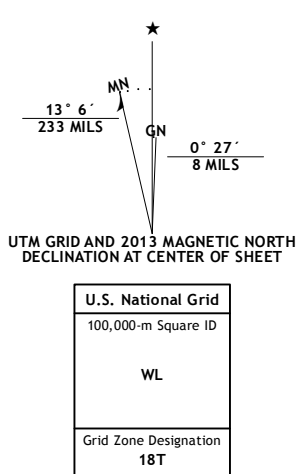 ★
MN
13° 6´
233 MILS
GN
0° 27´
8 MILS
UTM GRID AND 2013 MAGNETIC NORTH
DECLINATION AT CENTER OF SHEET
U.S. National Grid
100,000-m Square ID
WL
Grid Zone Designation
18T